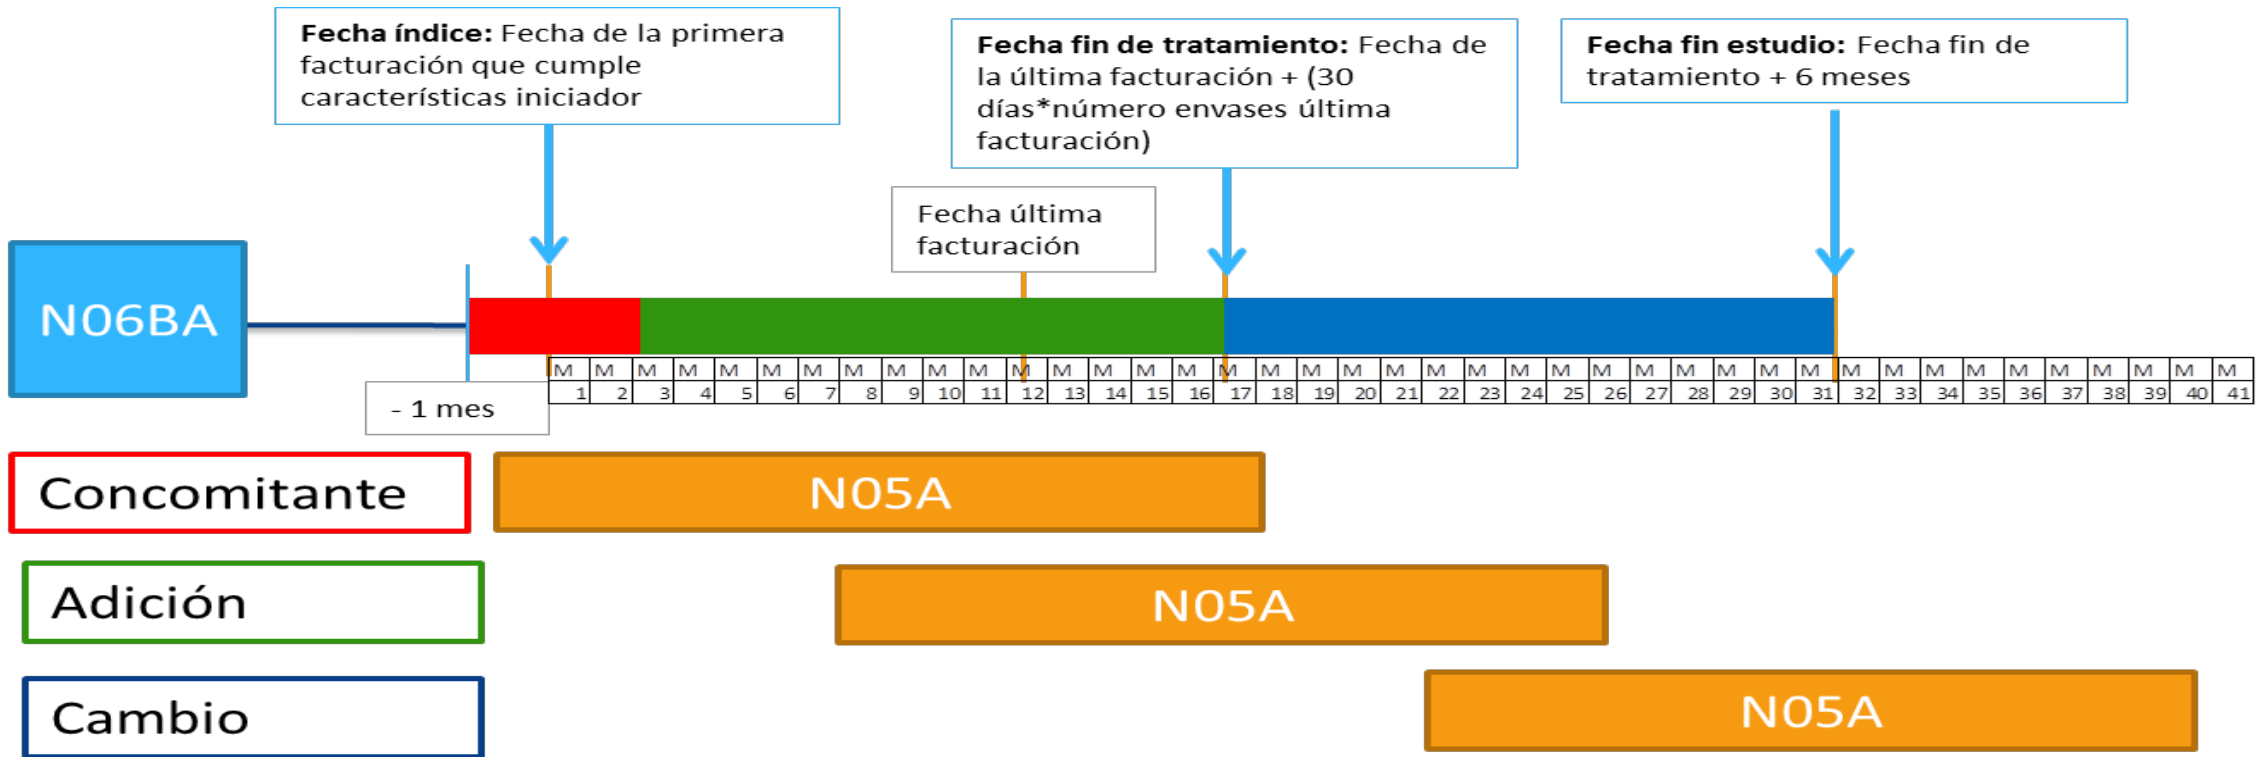 Fecha índice: Fecha de la primera
facturación que cumple
características iniciador
Fecha fin de tratamiento: Fecha de
la última facturación + (30
días*número envases última
facturación)
Fecha fin estudio: Fecha fin de
tratamiento + 6 meses
Fecha última
facturación
N06BA
M M M M M M M M M M M M M M M M M M M M M M M M M M M M M M M M M M M M M M M M M
1 2 3 4 5 6 7 8 9 10 11 12 13 14 15 16 17 18 19 20 21 22 23 24 25 26 27 28 29 30 31 32 33 34 35 36 37 38 39 40 41
- 1 mes
Concomitante
N05A
Adición
N05A
Cambio
N05A